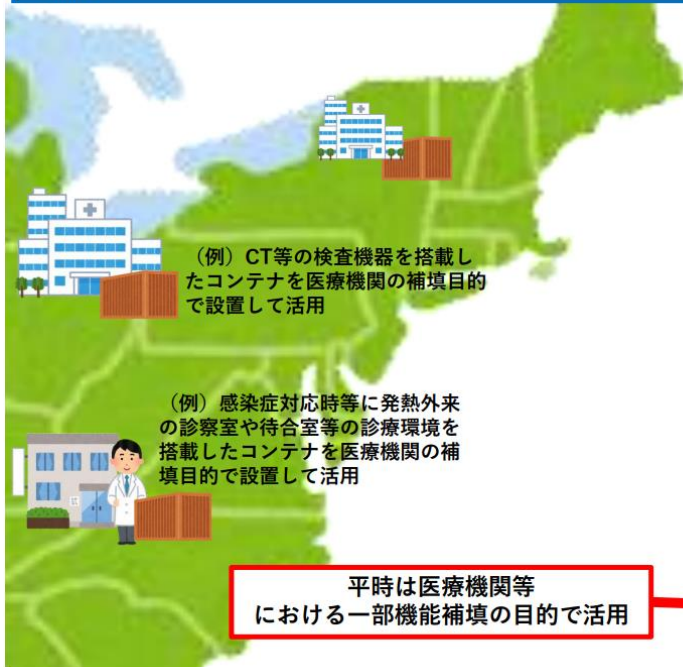 （例）CT等の検査機器を搭載し
たコンテナを医療機関の補填目的
で設置して活用
（例）感染症対応時等に発熱外来
の診察室や待合室等の診療環境を
搭載したコンテナを医療機関の補
填目的で設置して活用
平時は医療機関等
における一部機能補填の目的で活用